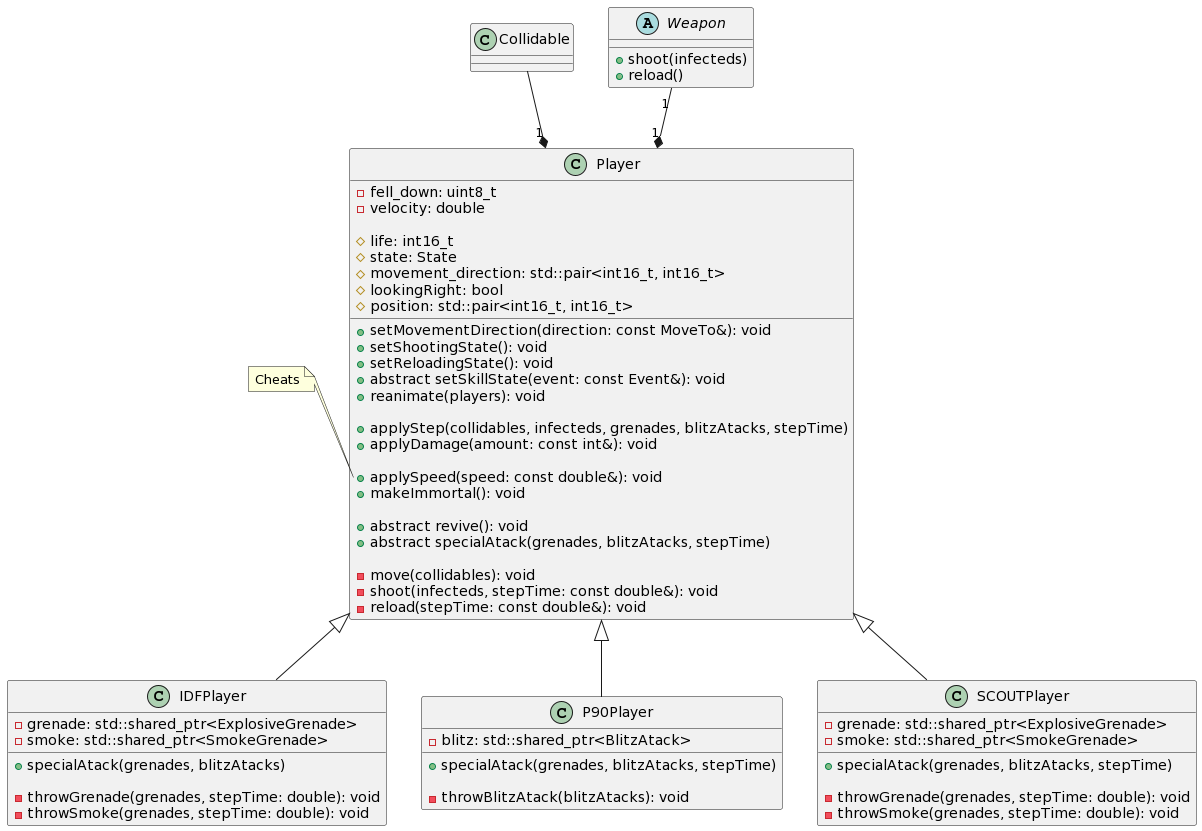 C Collidable
A Weapon
shoot(infecteds)
reload()
1
1
1
C Player
fell_down: uint8_t
velocity: double
life: int16_t
state: State
movement_direction: std::pair<int16_t, int16_t>
lookingRight: bool
position: std::pair<int16_t, int16_t>
setMovementDirection(direction: const MoveTo&): void
setShootingState(): void
setReloadingState(): void
abstract setSkillState(event: const Event&): void
reanimate(players): void
Cheats
applyStep(collidables, infecteds, grenades, blitzAtacks, stepTime)
applyDamage(amount: const int&): void
applySpeed(speed: const double&): void
makeImmortal(): void
abstract revive(): void
abstract specialAtack(grenades, blitzAtacks, stepTime)
move(collidables): void
shoot(infecteds, stepTime: const double&): void
reload(stepTime: const double&): void
C IDFPlayer
grenade: std::shared_ptr<ExplosiveGrenade>
smoke: std::shared_ptr<SmokeGrenade>
specialAtack(grenades, blitzAtacks)
throwGrenade(grenades, stepTime: double): void
throwSmoke(grenades, stepTime: double): void
C P90Player
blitz: std::shared_ptr<BlitzAtack>
specialAtack(grenades, blitzAtacks, stepTime)
throwBlitzAtack(blitzAtacks): void
C SCOUTPlayer
grenade: std::shared_ptr<ExplosiveGrenade>
smoke: std::shared_ptr<SmokeGrenade>
specialAtack(grenades, blitzAtacks, stepTime)
throwGrenade(grenades, stepTime: double): void
throwSmoke(grenades, stepTime: double): void